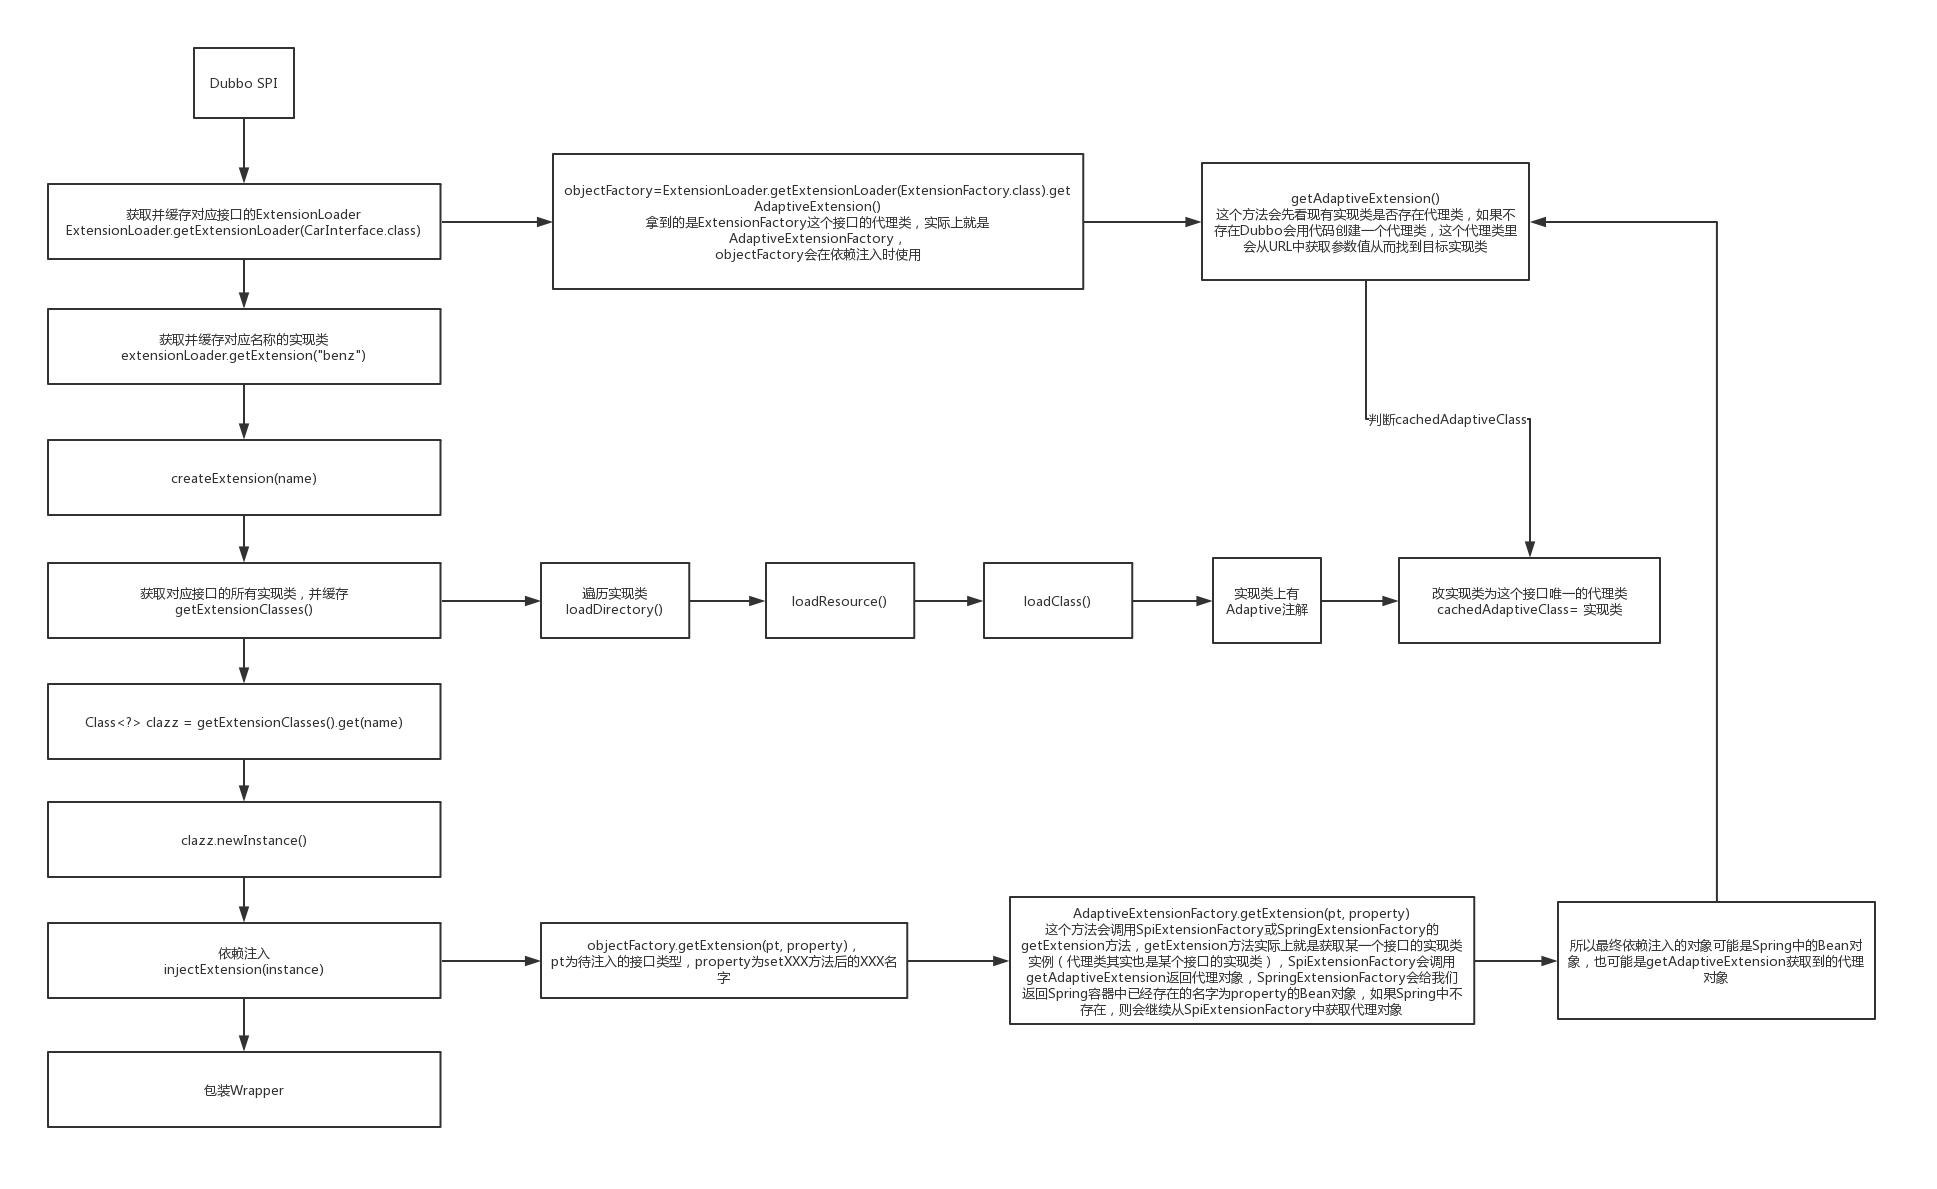 Dubbo SPI
获取并缓存对应接口的ExtensionLoader
ExtensionLoader.getExtensionLoader(CarInterface.class)
objectFactory=ExtensionLoader.getExtensionLoader(ExtensionFactory.class).get
AdaptiveExtension()
拿到的是ExtensionFactory这个接口的代理类，实际上就是
AdaptiveExtensionFactory，
objectFactory会在依赖注入时使用
getAdaptiveExtension()
这个方法会先看现有实现类是否存在代理类，如果不
存在Dubbo会用代码创建一个代理类，这个代理类里
会从URL中获取参数值从而找到目标实现类
获取并缓存对应名称的实现类
extensionLoader.getExtension("benz")
判断cachedAdaptiveClass
createExtension(name)
获取对应接口的所有实现类，并缓存
getExtensionClasses()
遍历实现类
loadDirectory()
loadResource()
loadClass()
实现类上有
Adaptive注解
改实现类为这个接口唯一的代理类
cachedAdaptiveClass= 实现类
Class<?> clazz = getExtensionClasses().get(name)
clazz.newInstance()
依赖注入
injectExtension(instance)
objectFactory.getExtension(pt, property)，
pt为待注入的接口类型，property为setXXX方法后的XXX名
字
AdaptiveExtensionFactory.getExtension(pt, property)
这个方法会调用SpiExtensionFactory或SpringExtensionFactory的
getExtension方法，getExtension方法实际上就是获取某一个接口的实现类
实例（代理类其实也是某个接口的实现类），SpiExtensionFactory会调用
getAdaptiveExtension返回代理对象，SpringExtensionFactory会给我们
返回Spring容器中已经存在的名字为property的Bean对象，如果Spring中不
存在，则会继续从SpiExtensionFactory中获取代理对象
所以最终依赖注入的对象可能是Spring中的Bean对
象，也可能是getAdaptiveExtension获取到的代理
对象
包装Wrapper